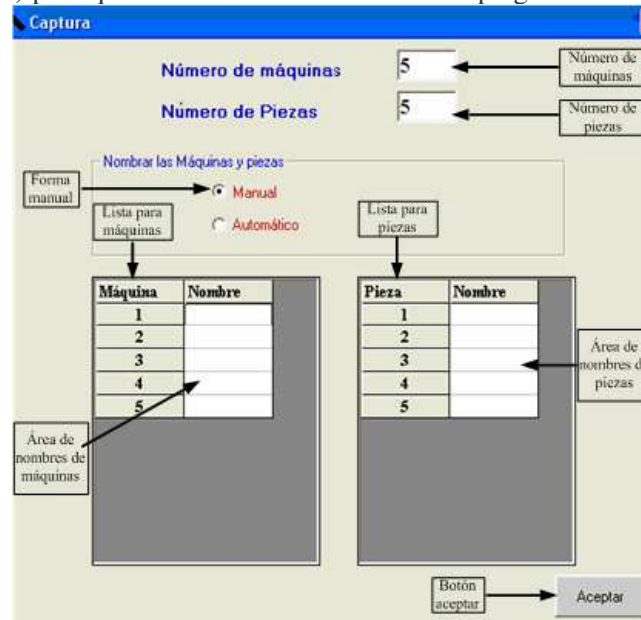 Captura
Número de máquinas 5
Número de máquinas
Número de Piezas 5
Número de piezas
Nombrar las Máquinas y piezas
Forma manual
Manual
Automático
Lista para máquinas
Lista para piezas
Máquina Nombre
1
2
3
4
5
Pieza Nombre
1
2
3
4
5
Área de nombres de máquinas
Área de nombres d
piezas
Botón aceptar
Aceptar